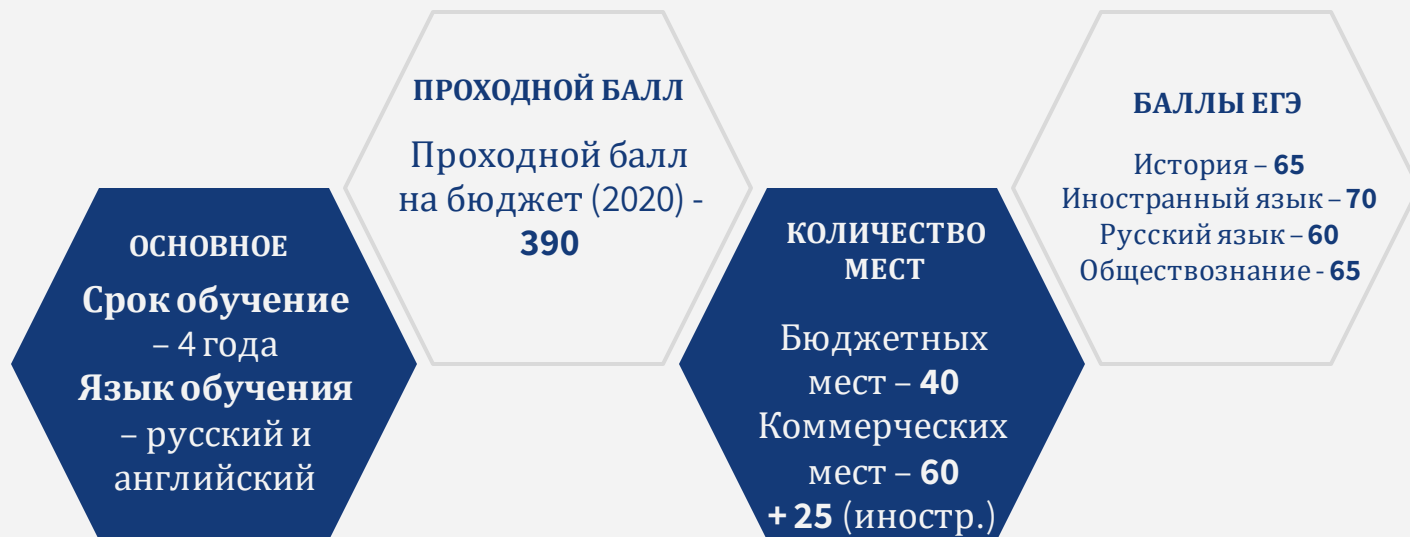 ОСНОВНОЕ
Срок обучение
– 4 года
Язык обучения
– русский и
английский
ПРОХОДНОЙ БАЛЛ
Проходной балл
на бюджет (2020) -
390
КОЛИЧЕСТВО
МЕСТ
Бюджетных
мест – 40
Коммерческих
мест – 60
+ 25 (иностр.)
БАЛЛЫ ЕГЭ
История – 65
Иностранный язык – 70
Русский язык – 60
Обществознание - 65